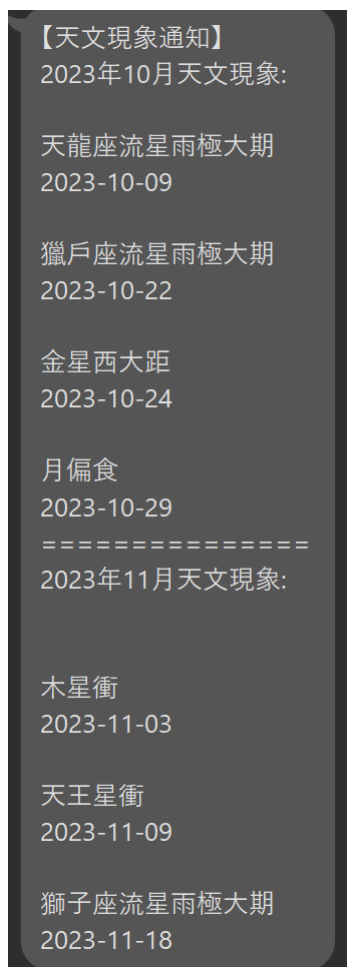 【天文現象通知】
2023年10月天文現象:
天龍座流星雨極大期
2023-10-09
獵戶座流星雨極大期
2023-10-22
金星西大距
2023-10-24
月偏食
2023-10-29
===============
2023年11月天文現象:
木星衝
2023-11-03
天王星衝
2023-11-09
獅子座流星雨極大期
2023-11-18